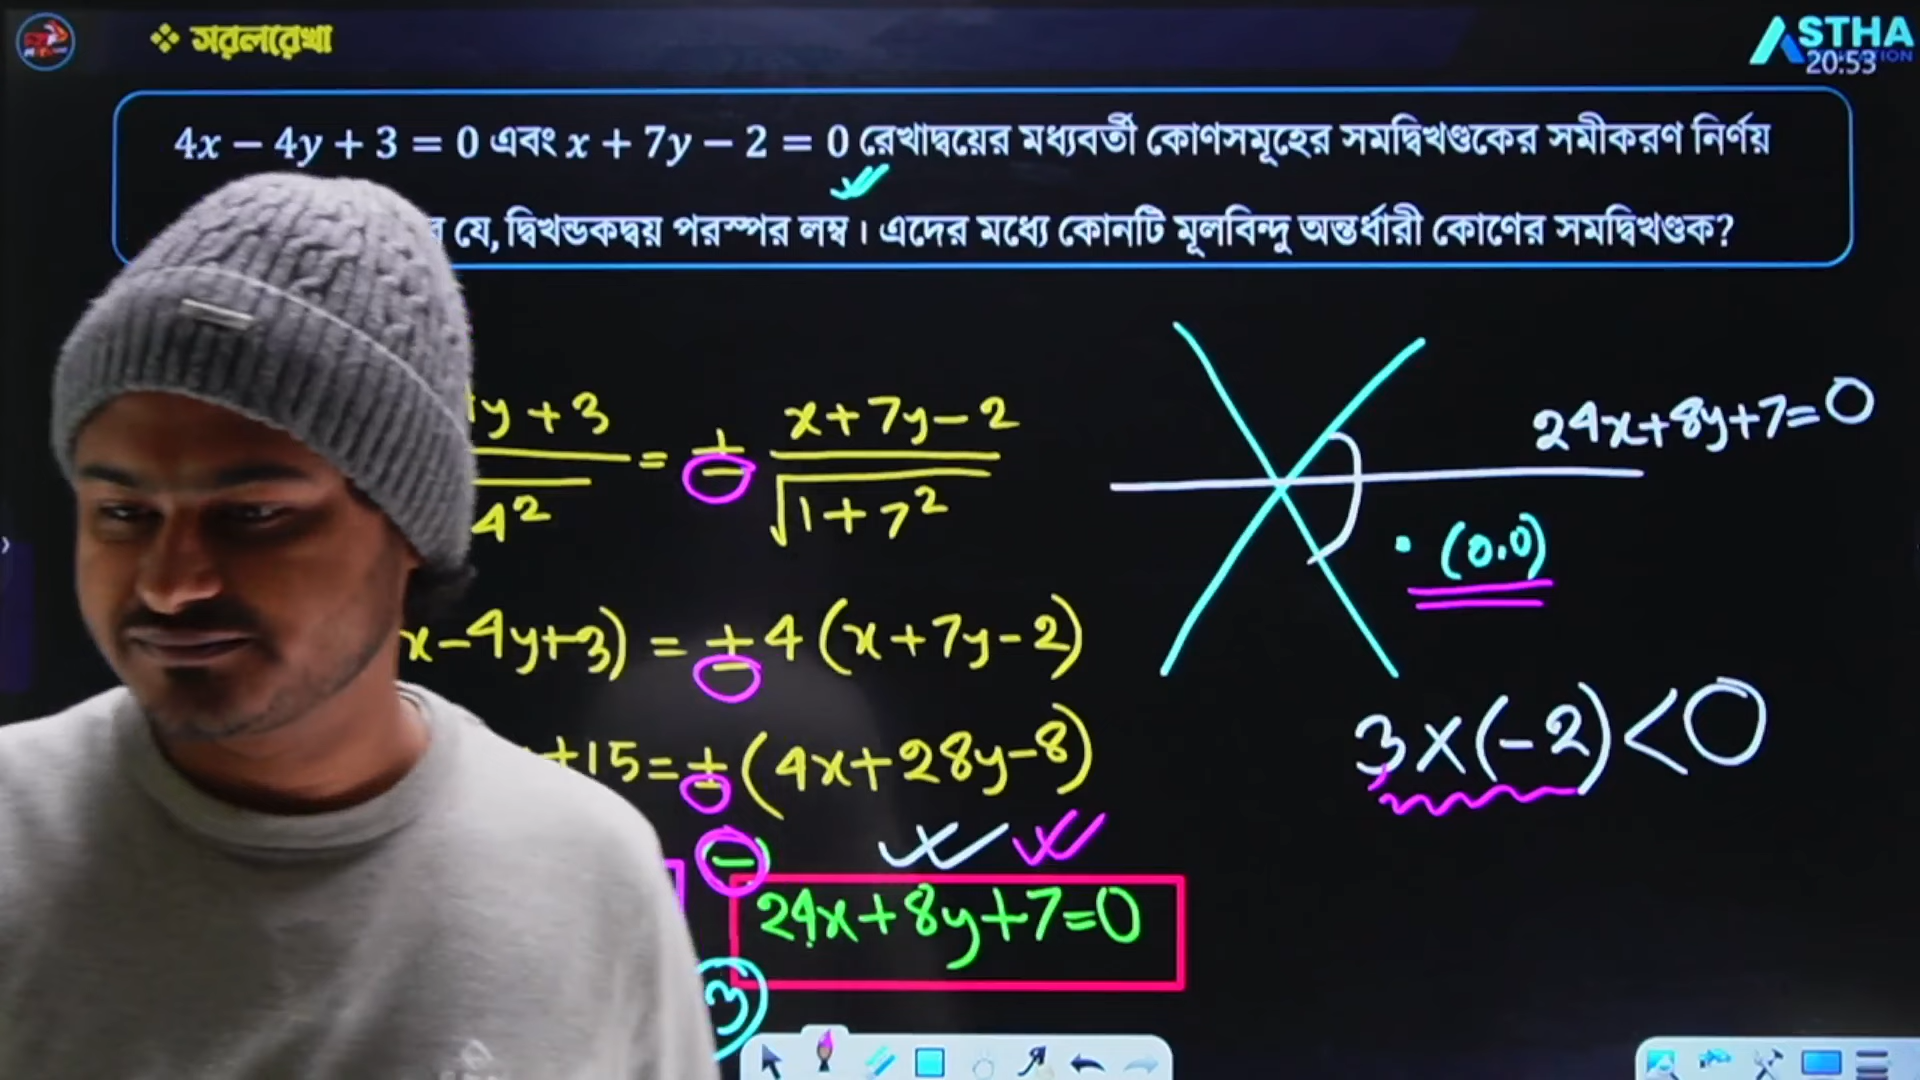 সরলরেখা
ASTHA
20:53
4x − 4y + 3 = 0 এবং x + 7y − 2 = 0 রেখাদ্বয়ের মধ্যবর্তী কোণসমূহের সমদ্বিখণ্ডকের সমীকরণ নির্ণয়
যে, দ্বিখন্ডকদ্বয় পরস্পর লম্ব। এদের মধ্যে কোনটি মূলবিন্দু অন্তর্ধারী কোণের সমদ্বিখণ্ডক?
y + 3 = ± x + 7y − 2
4² √1 + 7²
x − 4y + 3) = ± 4 (x + 7y − 2)
+15 = ± (4x + 28y − 8)
−
24x + 8y + 7 = 0
3
24x + 8y + 7 = 0
(0.0)
3 × (−2) < 0